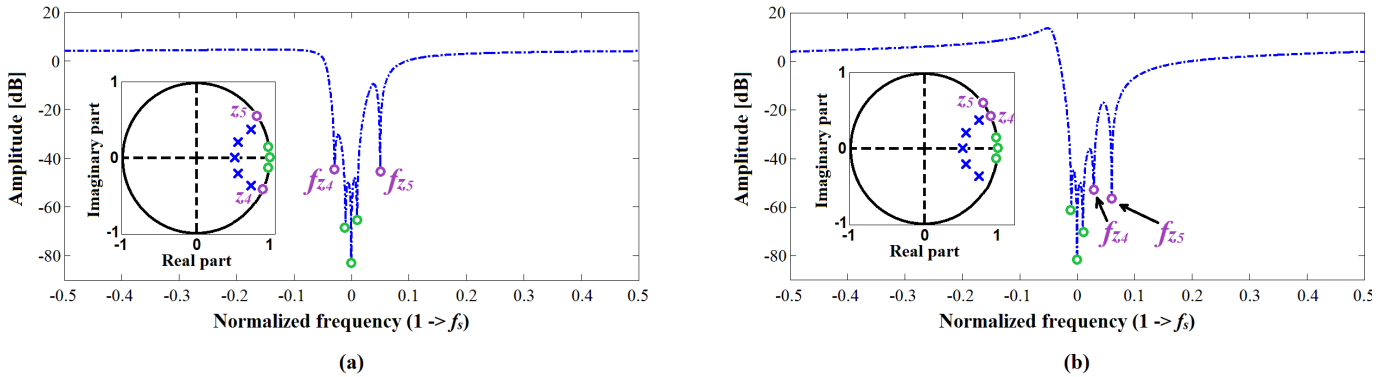 20
0
-20
-40
-60
-80
Amplitude [dB]
-0.5 -0.4 -0.3 -0.2 -0.1 0 0.1 0.2 0.3 0.4 0.5
Normalized frequency (1 -> fs)
1
0
-1
Imaginary part
-1 0 1
Real part
z5
z4
fz4
fz5
(a)
20
0
-20
-40
-60
-80
Amplitude [dB]
-0.5 -0.4 -0.3 -0.2 -0.1 0 0.1 0.2 0.3 0.4 0.5
Normalized frequency (1 -> fs)
1
0
-1
Imaginary part
-1 0 1
Real part
z5
z4
fz4
fz5
(b)